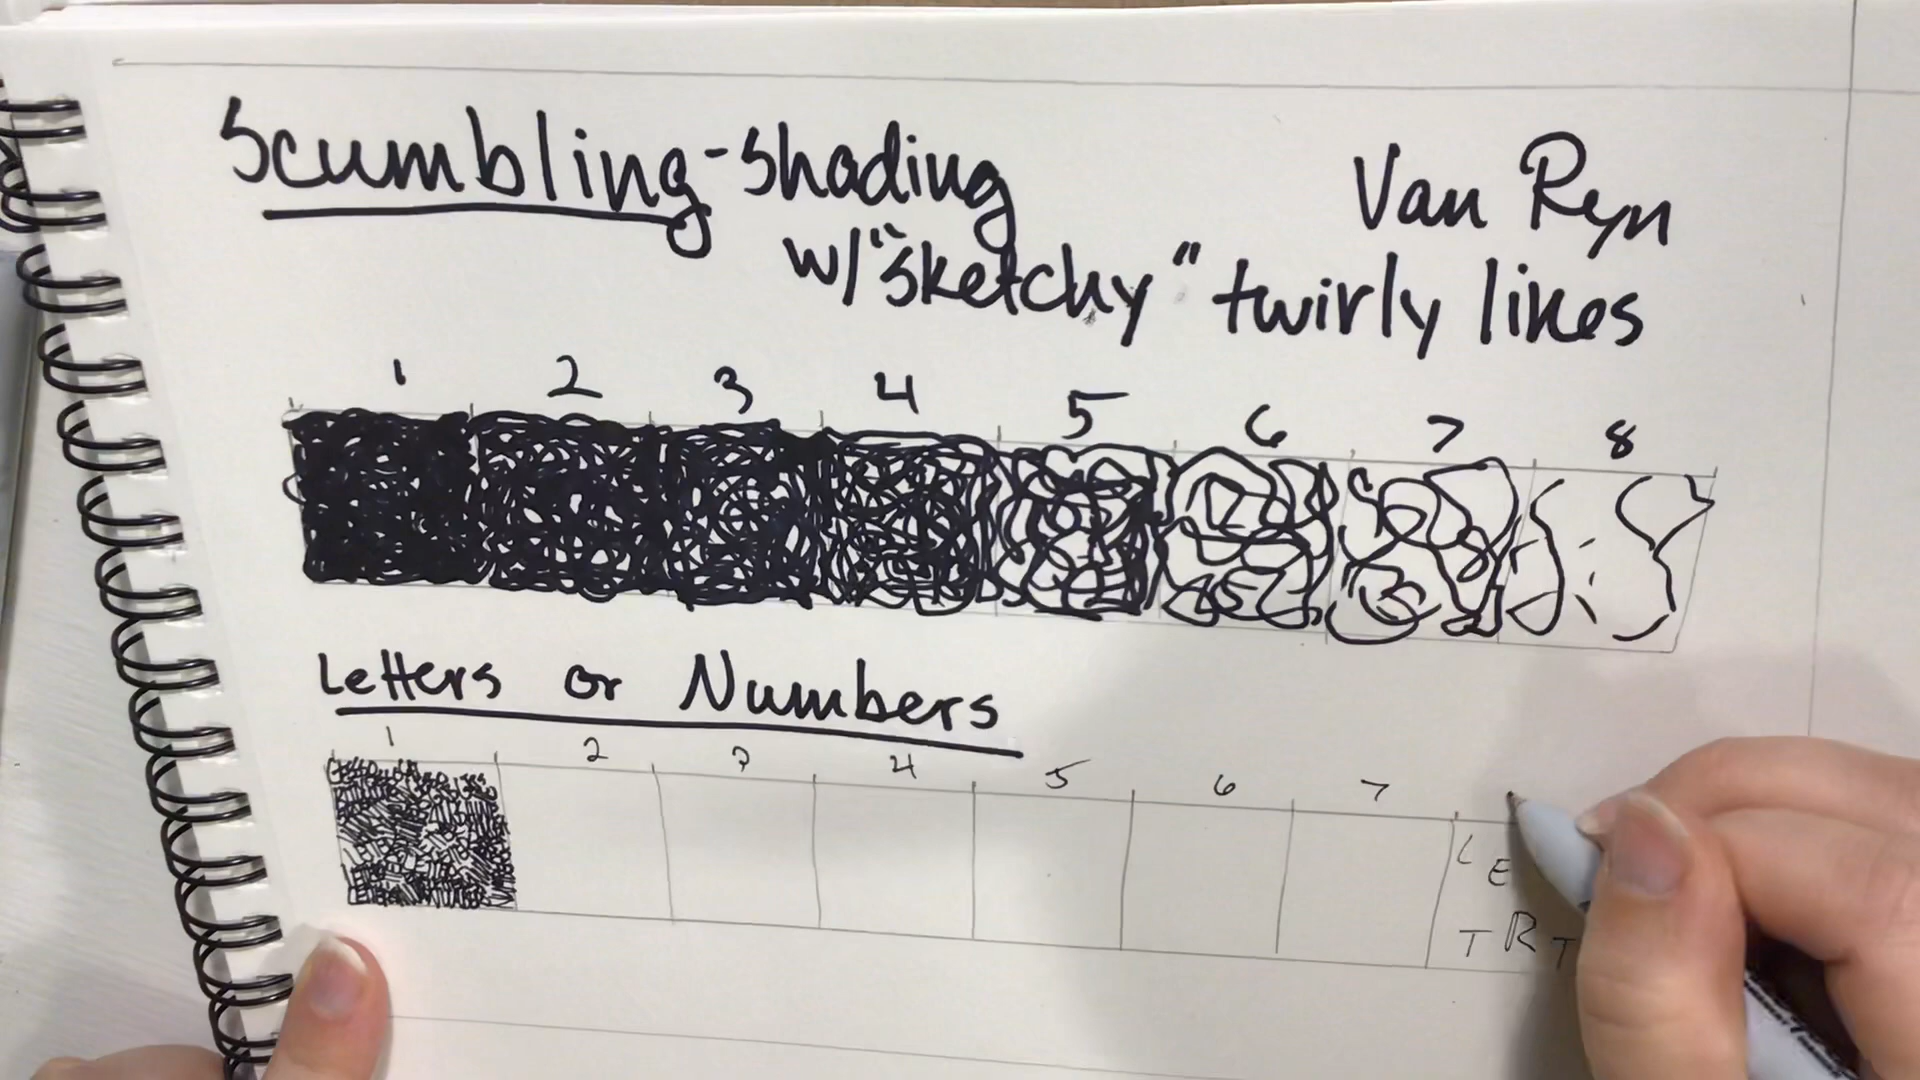 Scumbling-Shading
Van Ryn
w/"sketchy" twirly lines
1 2 3 4 5 6 7 8
Letters or Numbers
1 2 3 4 5 6 7
L E
T R T